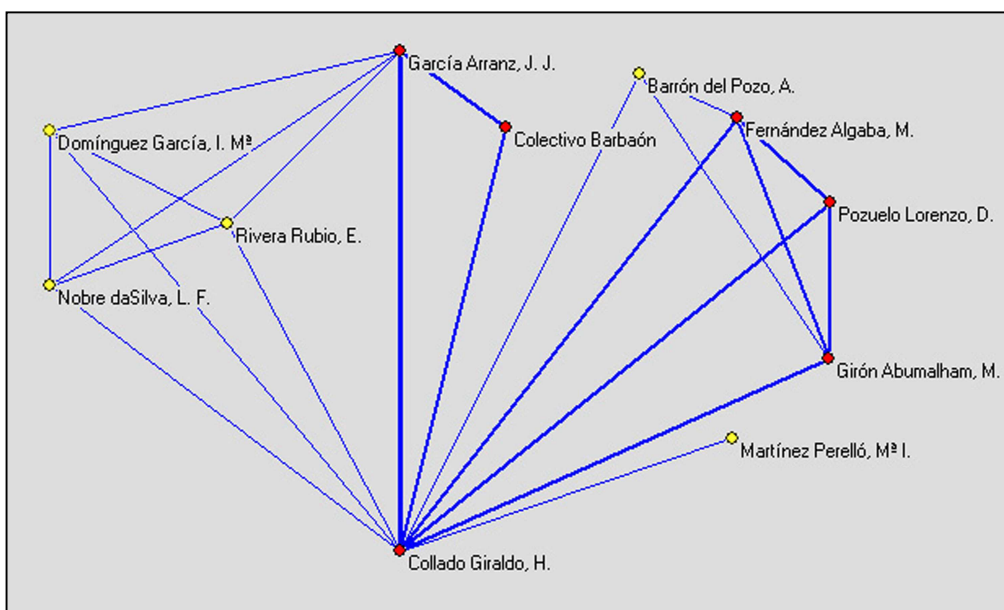 García Arranz, J. J.
Barrón del Pozo, A.
Fernández Algaba, M.
Colectivo Barbaón
Domínguez García, I. Mª
Pozuelo Lorenzo, D.
Rivera Rubio, E.
Nobre daSilva, L. F.
Girón Abumalham, M.
Martínez Perelló, Mª I.
Collado Giraldo, H.